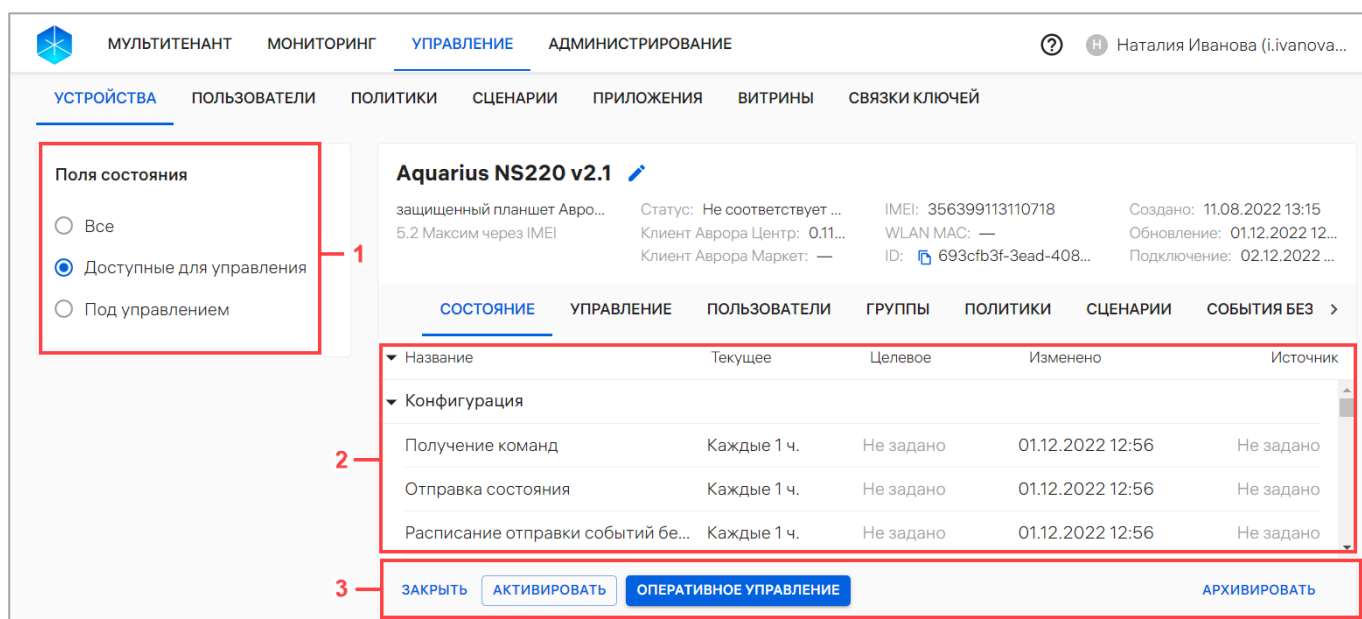 МУЛЬТИТЕНАНТ МОНИТОРИНГ УПРАВЛЕНИЕ АДМИНИСТРИРОВАНИЕ ? Н Наталия Иванова (i.ivanova...
УСТРОЙСТВА ПОЛЬЗОВАТЕЛИ ПОЛИТИКИ СЦЕНАРИИ ПРИЛОЖЕНИЯ ВИТРИНЫ СВЯЗКИ КЛЮЧЕЙ
Поля состояния
Все
Доступные для управления
Под управлением
1
Aquarius NS220 v2.1
защищенный планшет Авро... Статус: Не соответствует ... IMEI: 356399113110718 Создано: 11.08.2022 13:15
5.2 Максим через IMEI Клиент Аврора Центр: 0.11... WLAN MAC: — Обновление: 01.12.2022 12...
Клиент Аврора Маркет: — ID: 693cfb3f-3ead-408... Подключение: 02.12.2022 ...
СОСТОЯНИЕ УПРАВЛЕНИЕ ПОЛЬЗОВАТЕЛИ ГРУППЫ ПОЛИТИКИ СЦЕНАРИИ СОБЫТИЯ БЕЗ
Название Текущее Целевое Изменено Источник
Конфигурация
Получение команд Каждые 1 ч. Не задано 01.12.2022 12:56 Не задано
2
Отправка состояния Каждые 1 ч. Не задано 01.12.2022 12:56 Не задано
Расписание отправки событий бе... Каждые 1 ч. Не задано 01.12.2022 12:56 Не задано
3 ЗАКРЫТЬ АКТИВИРОВАТЬ ОПЕРАТИВНОЕ УПРАВЛЕНИЕ АРХИВИРОВАТЬ